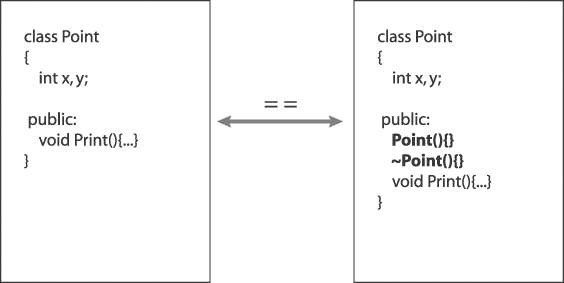 class Point
{
int x, y;
public:
void Print(){...}
}
==
class Point
{
int x, y;
public:
Point(){}
~Point(){}
void Print(){...}
}